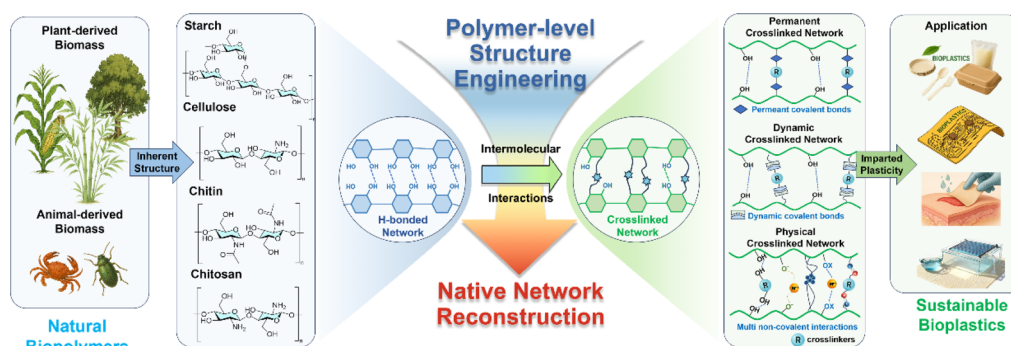 Plant-derived
Biomass
Animal-derived
Biomass
Natural
Biopolymers
Inherent
Structure
Starch
Cellulose
Chitin
Chitosan
Polymer-level
Structure
Engineering
H-bonded
Network
Intermolecular
Interactions
Crosslinked
Network
Native Network
Reconstruction
Permanent
Crosslinked Network
Permeant covalent bonds
Dynamic
Crosslinked Network
Dynamic covalent bonds
Physical
Crosslinked Network
Multi non-covalent interactions
R crosslinkers
Imparted
Plasticity
Application
BIOPLASTICS
BIOPLASTICS
Sustainable
Bioplastics